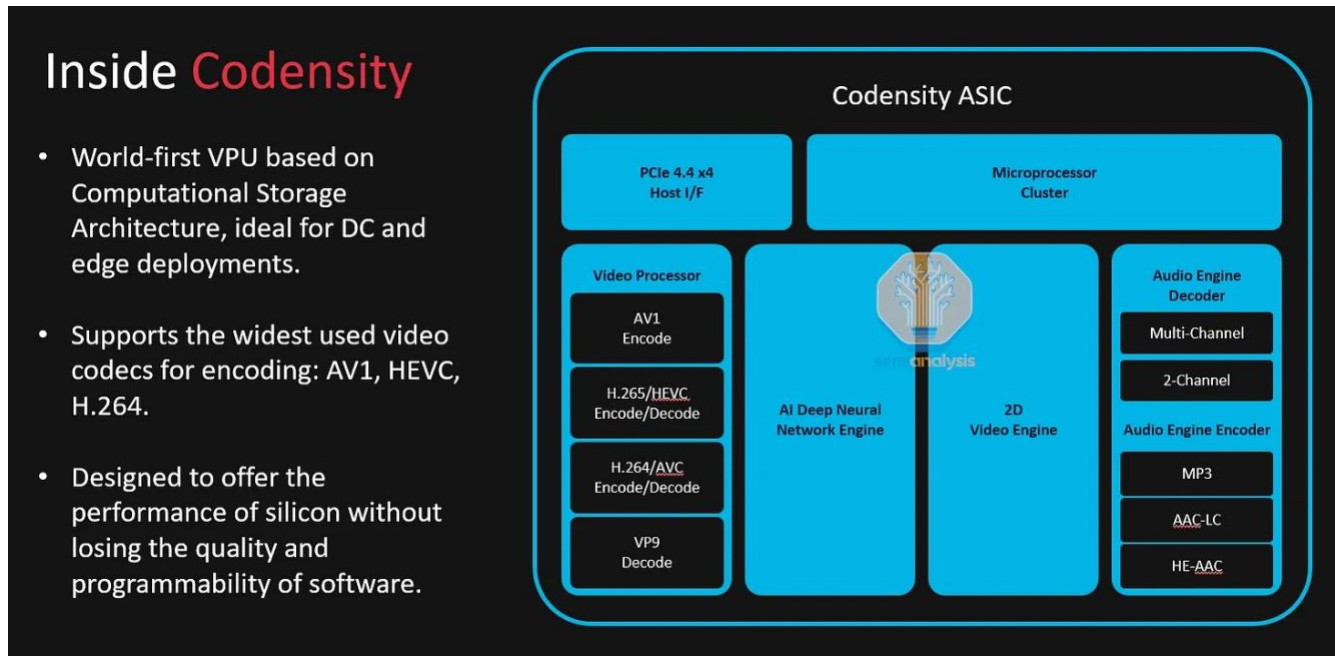 Inside Codensity
• World-first VPU based on
Computational Storage
Architecture, ideal for DC and
edge deployments.
• Supports the widest used video
codecs for encoding: AV1, HEVC,
H.264.
• Designed to offer the
performance of silicon without
losing the quality and
programmability of software.
Codensity ASIC
PCIe 4.4 x4
Host I/F
Microprocessor
Cluster
Video Processor
AV1
Encode
H.265/HEVC
Encode/Decode
H.264/AVC
Encode/Decode
VP9
Decode
AI Deep Neural
Network Engine
2D
Video Engine
semianalysis
Audio Engine
Decoder
Multi-Channel
2-Channel
Audio Engine Encoder
MP3
AAC-LC
HE-AAC